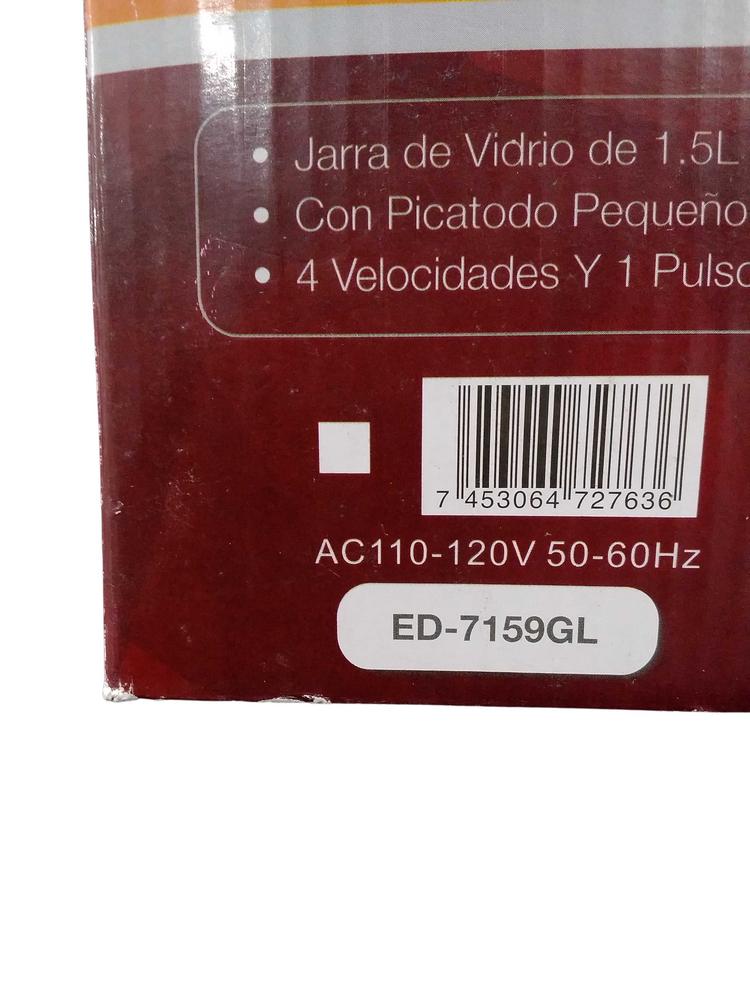 • Jarra de Vidrio de 1.5L
• Con Picatodo Pequeño
• 4 Velocidades Y 1 Pulso
7 453064 727636
AC110-120V 50-60Hz
ED-7159GL